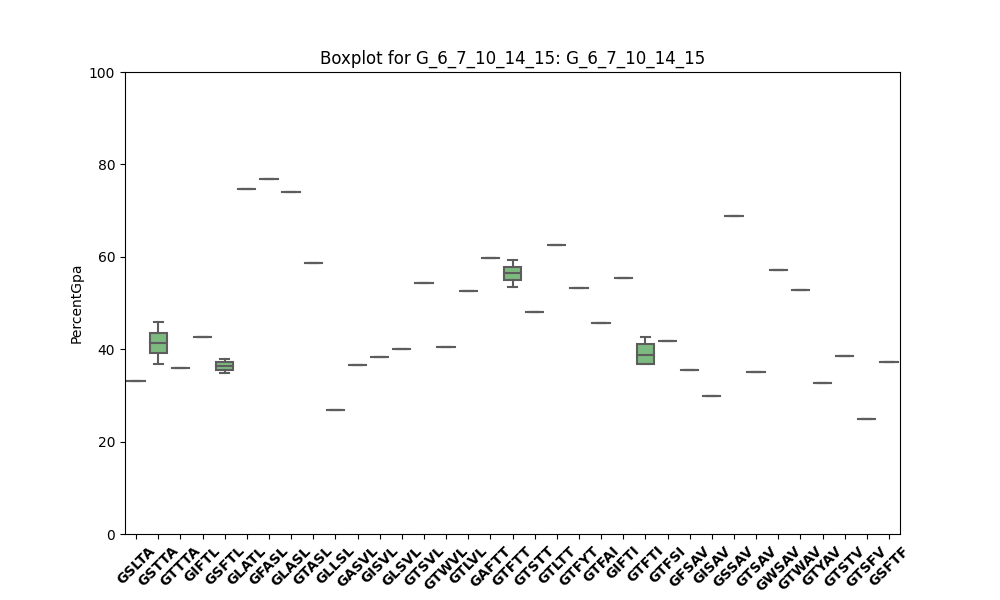 Boxplot for G_6_7_10_14_15: G_6_7_10_14_15
PercentGpa
100
80
60
40
20
0
GSLTA
GSTTA
GTTTA
GIFTL
GSFTL
GLATL
GFASL
GLASL
GTASL
GLLSL
GASVL
GISVL
GLSVL
GTSVL
GTWVL
GTLVL
GAFTT
GTFTT
GTSTT
GTLTT
GTFYT
GTFAI
GIFTI
GTFTI
GTFSI
GFSAV
GISAV
GSSAV
GTSAV
GWSAV
GTWAV
GTYAV
GTSTV
GTSFV
GSFTF